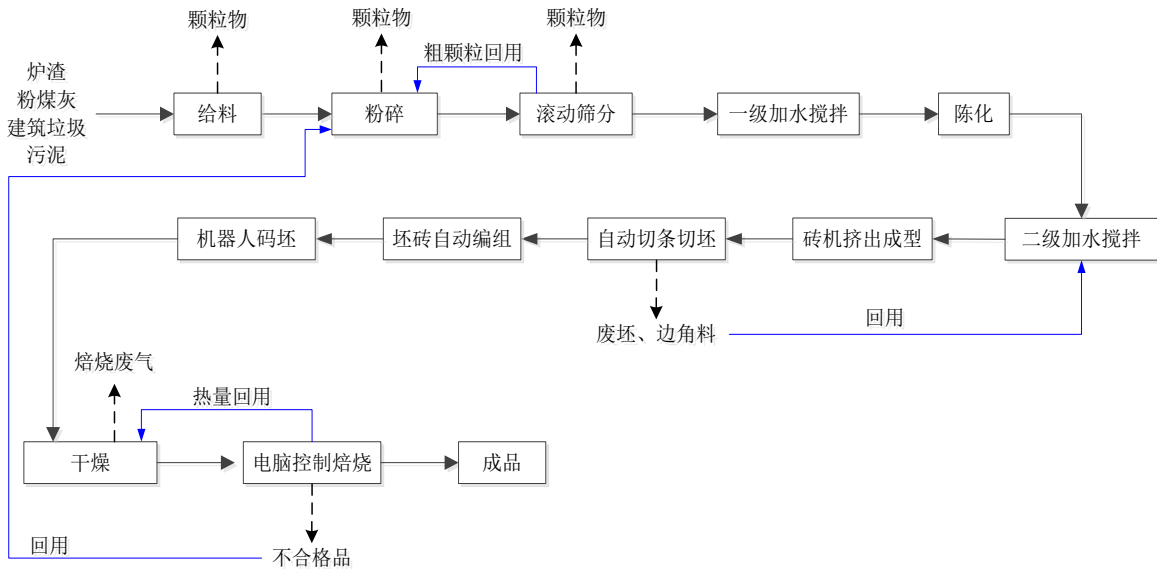 颗粒物
颗粒物
颗粒物
粗颗粒回用
炉渣
粉煤灰
建筑垃圾
污泥
给料
粉碎
滚动筛分
一级加水搅拌
陈化
机器人码坯
坯砖自动编组
自动切条切坯
砖机挤出成型
二级加水搅拌
废坯、边角料
回用
焙烧废气
热量回用
干燥
电脑控制焙烧
成品
回用
不合格品